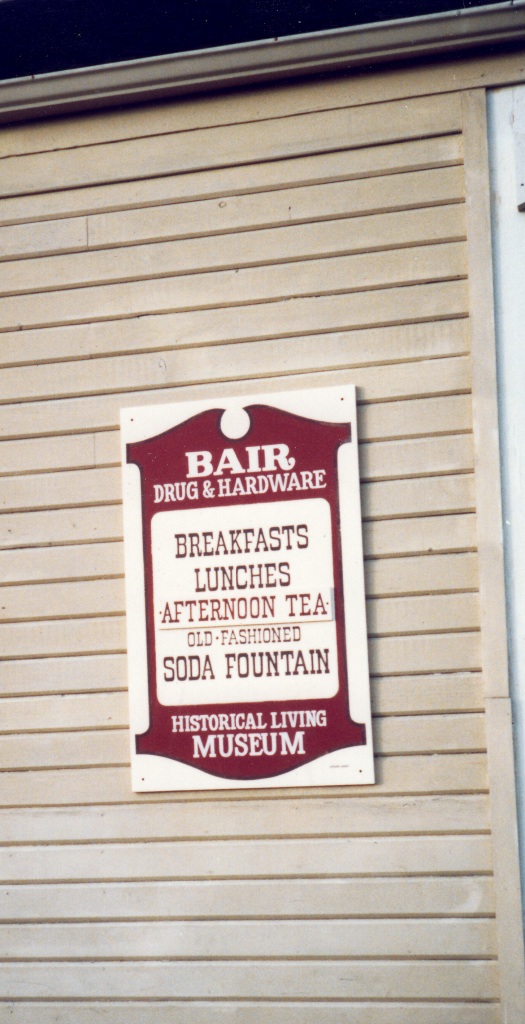 BAIR
DRUG & HARDWARE
BREAKFASTS
LUNCHES
·AFTERNOON TEA·
OLD·FASHIONED
SODA FOUNTAIN
HISTORICAL LIVING
MUSEUM